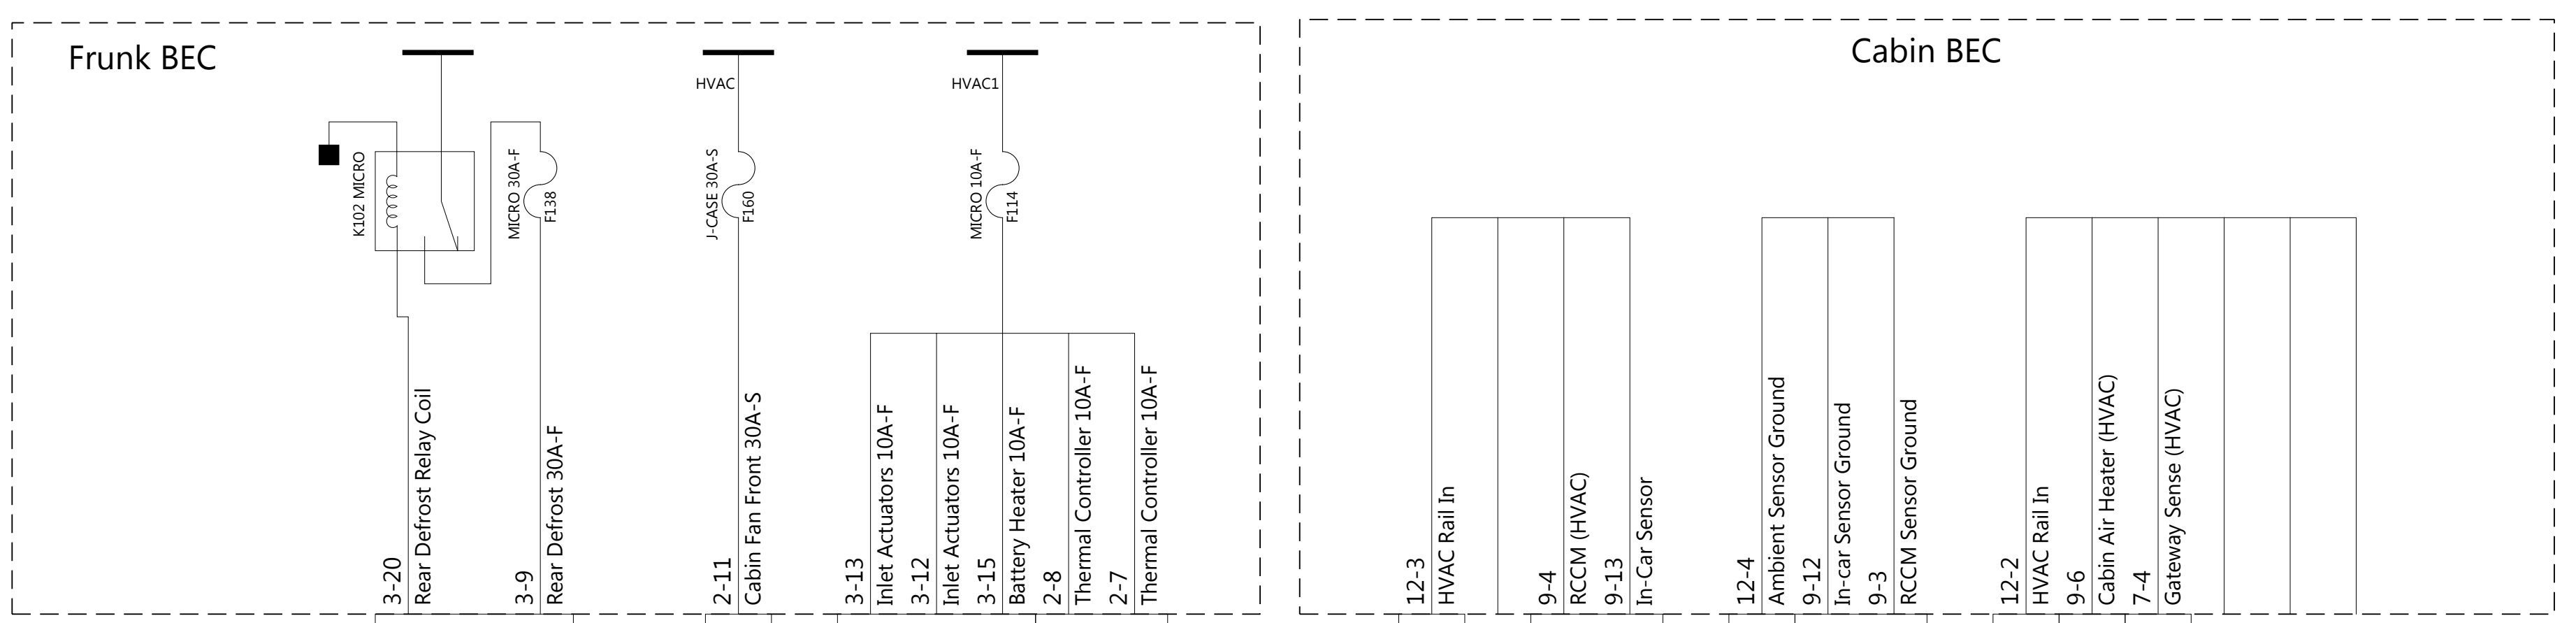 Frunk BEC
Cabin BEC
HVAC
HVAC1
K102 MICRO
MICRO 30A-F
F138
J-CASE 30A-S
F160
MICRO 10A-F
F114
3-20
Rear Defrost Relay Coil
3-9
Rear Defrost 30A-F
2-11
Cabin Fan Front 30A-S
3-13
Inlet Actuators 10A-F
3-12
Inlet Actuators 10A-F
3-15
Battery Heater 10A-F
2-8
Thermal Controller 10A-F
2-7
Thermal Controller 10A-F
12-3
HVAC Rail In
9-4
RCCM (HVAC)
9-13
In-Car Sensor
12-4
Ambient Sensor Ground
9-12
In-car Sensor Ground
9-3
RCCM Sensor Ground
12-2
HVAC Rail In
9-6
Cabin Air Heater (HVAC)
7-4
Gateway Sense (HVAC)